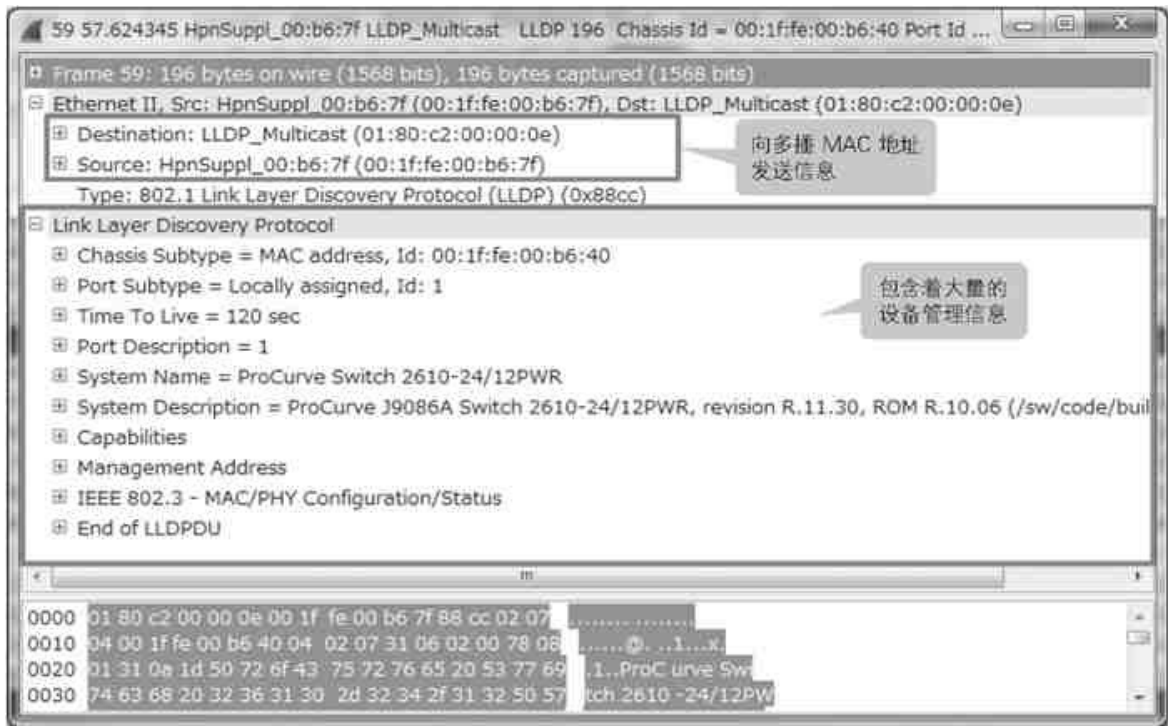 59 57.624345 HpnSuppl_00:b6:7f LLDP_Multicast LLDP 196 Chassis Id = 00:1f:fe:00:b6:40 Port Id ...
Frame 59: 196 bytes on wire (1568 bits), 196 bytes captured (1568 bits)
Ethernet II, Src: HpnSuppl_00:b6:7f (00:1f:fe:00:b6:7f), Dst: LLDP_Multicast (01:80:c2:00:00:0e)
Destination: LLDP_Multicast (01:80:c2:00:00:0e)
Source: HpnSuppl_00:b6:7f (00:1f:fe:00:b6:7f)
向多播 MAC 地址
发送信息
Type: 802.1 Link Layer Discovery Protocol (LLDP) (0x88cc)
Link Layer Discovery Protocol
Chassis Subtype = MAC address, Id: 00:1f:fe:00:b6:40
Port Subtype = Locally assigned, Id: 1
Time To Live = 120 sec
Port Description = 1
System Name = ProCurve Switch 2610-24/12PWR
System Description = ProCurve J9086A Switch 2610-24/12PWR, revision R.11.30, ROM R.10.06 (/sw/code/buil
Capabilities
Management Address
IEEE 802.3 - MAC/PHY Configuration/Status
End of LLDPDU
包含着大量的
设备管理信息
0000 01 80 c2 00 00 0e 00 1f fe 00 b6 7f 88 cc 02 07 ........ ........
0010 04 00 1f fe 00 b6 40 04 02 07 31 06 02 00 78 08 ......@. ..1...x.
0020 01 31 0a 1d 50 72 6f 43 75 72 76 65 20 53 77 69 .1..ProC urve Swi
0030 74 63 68 20 32 36 31 30 2d 32 34 2f 31 32 50 57 tch 2610 -24/12PW